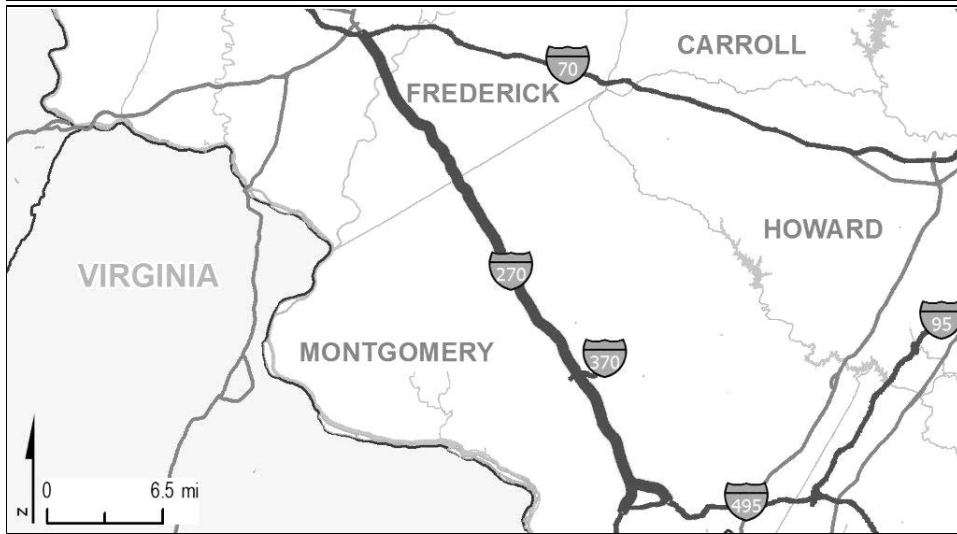 CARROLL
70
FREDERICK
HOWARD
VIRGINIA
270
95
MONTGOMERY
370
0 6.5 mi
495
N